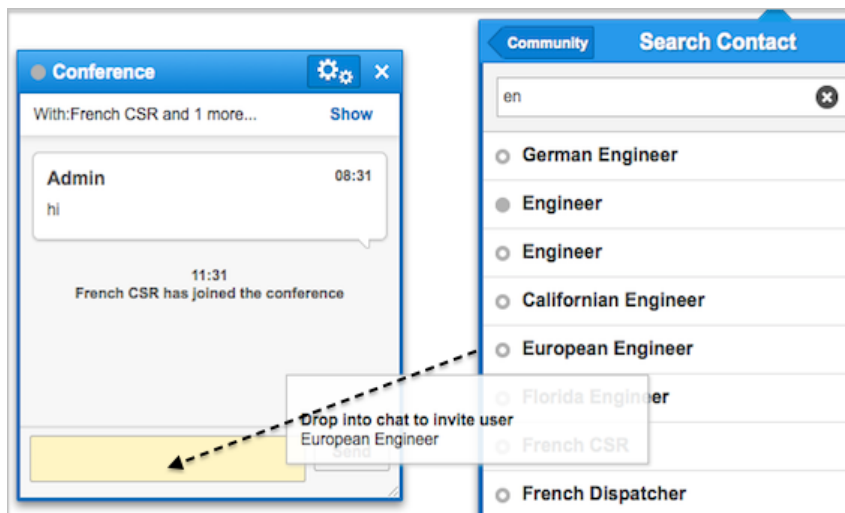 Conference
With:French CSR and 1 more... Show
Admin 08:31
hi
11:31
French CSR has joined the conference
Send
Community Search Contact
en
German Engineer
Engineer
Engineer
Californian Engineer
European Engineer
Florida Engineer
French CSR
French Dispatcher
Drop into chat to invite user
European Engineer